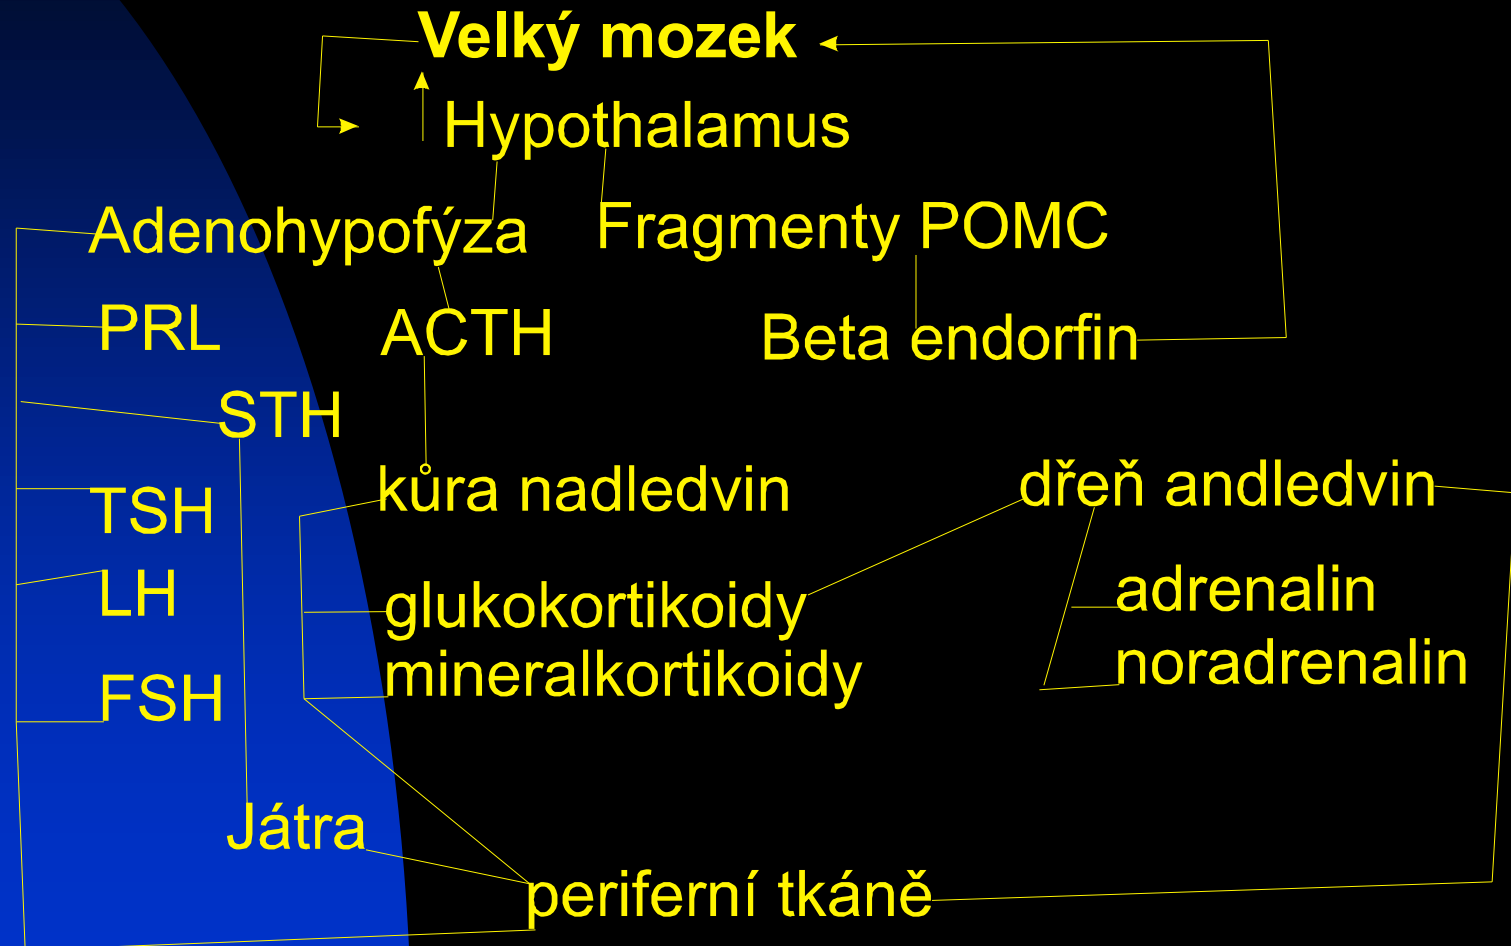 Velký mozek
Hypothalamus
Adenohypofýza
Fragmenty POMC
PRL
ACTH
Beta endorfin
STH
TSH
kůra nadledvin
dřeň andledvin
LH
glukokortikoidy
adrenalin
mineralkortikoidy
noradrenalin
FSH
Játra
periferní tkáně